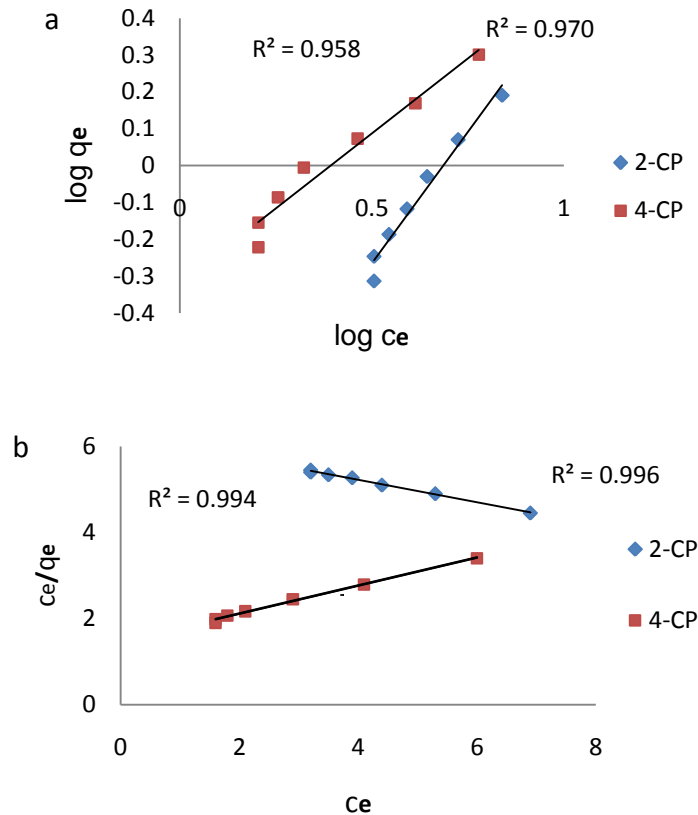 a
R² = 0.958
R² = 0.970
0.4
0.3
0.2
0.1
0
-0.1
-0.2
-0.3
-0.4
0
0.5
1
log qe
log ce
2-CP
4-CP
b
R² = 0.994
R² = 0.996
6
4
2
0
0
2
4
6
8
ce/qe
ce
2-CP
4-CP